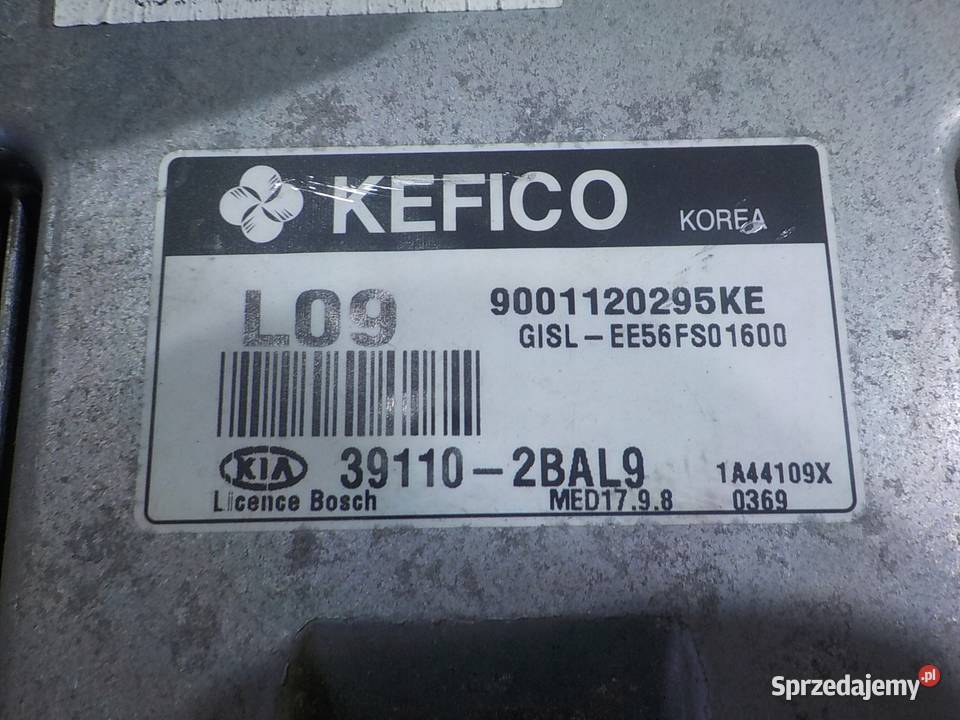 KEFICO KOREA
L09 9001120295KE
GISL-EE56FS01600
KIA 39110-2BAL9 1A44109X
Licence Bosch MED17.9.8 0369
Sprzedajemy.pl